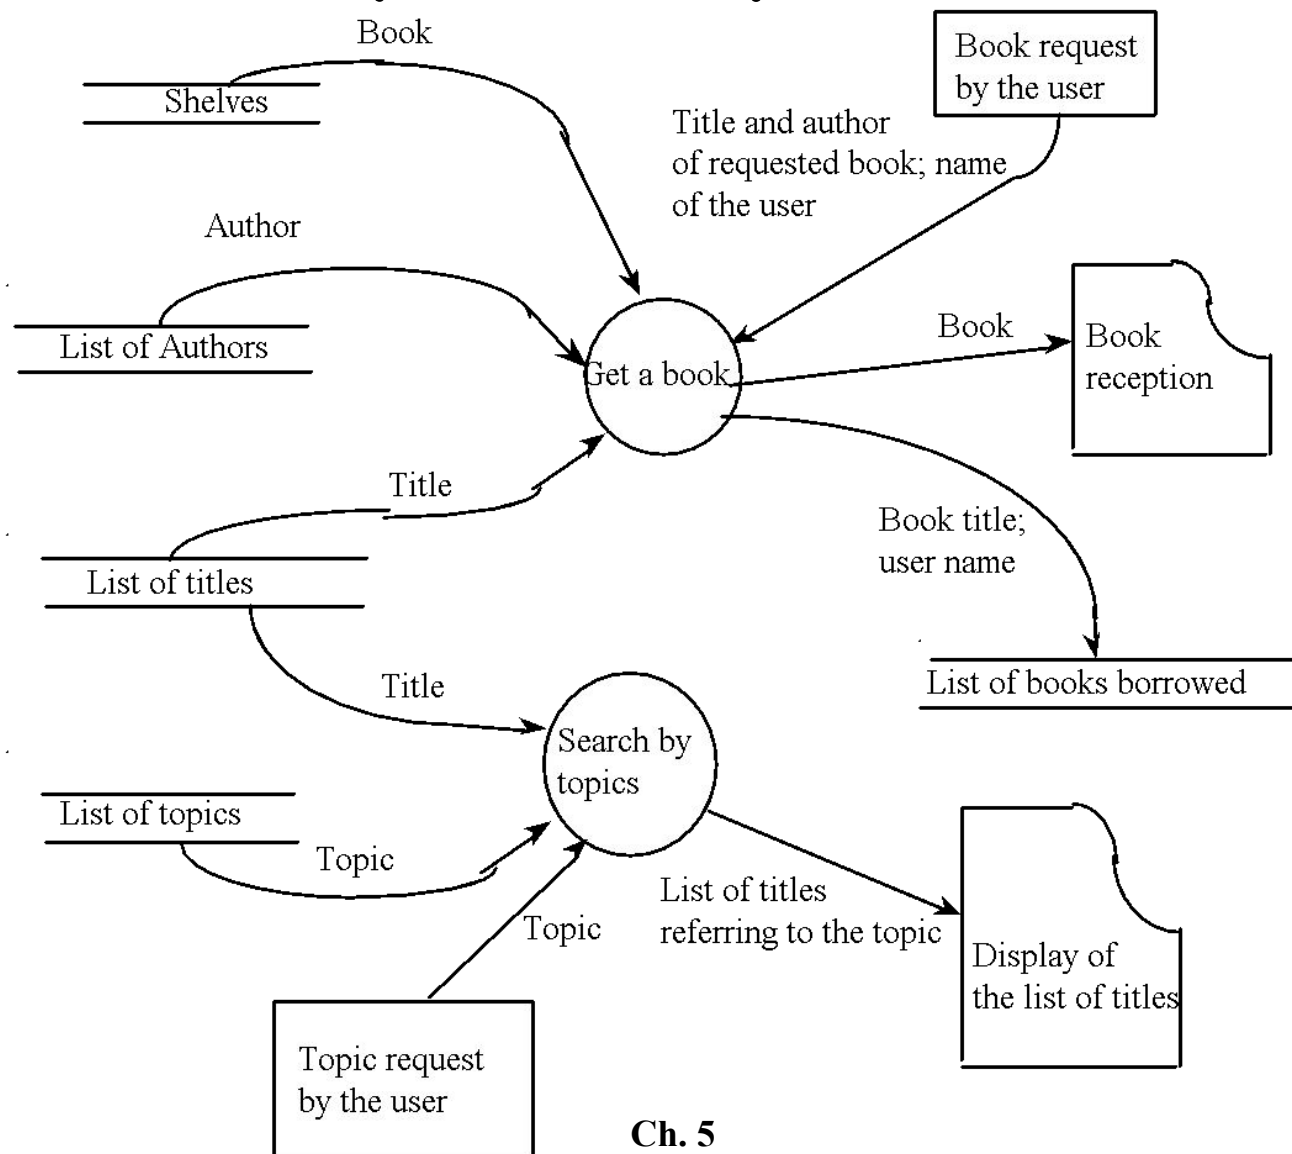 Book
Book request
by the user
Shelves
Title and author
of requested book; name
of the user
Author
List of Authors
Get a book
Book
Book
reception
Title
Book title;
user name
List of titles
Title
List of books borrowed
Search by
topics
List of topics
Topic
Topic
List of titles
referring to the topic
Display of
the list of titles
Topic request
by the user
Ch. 5